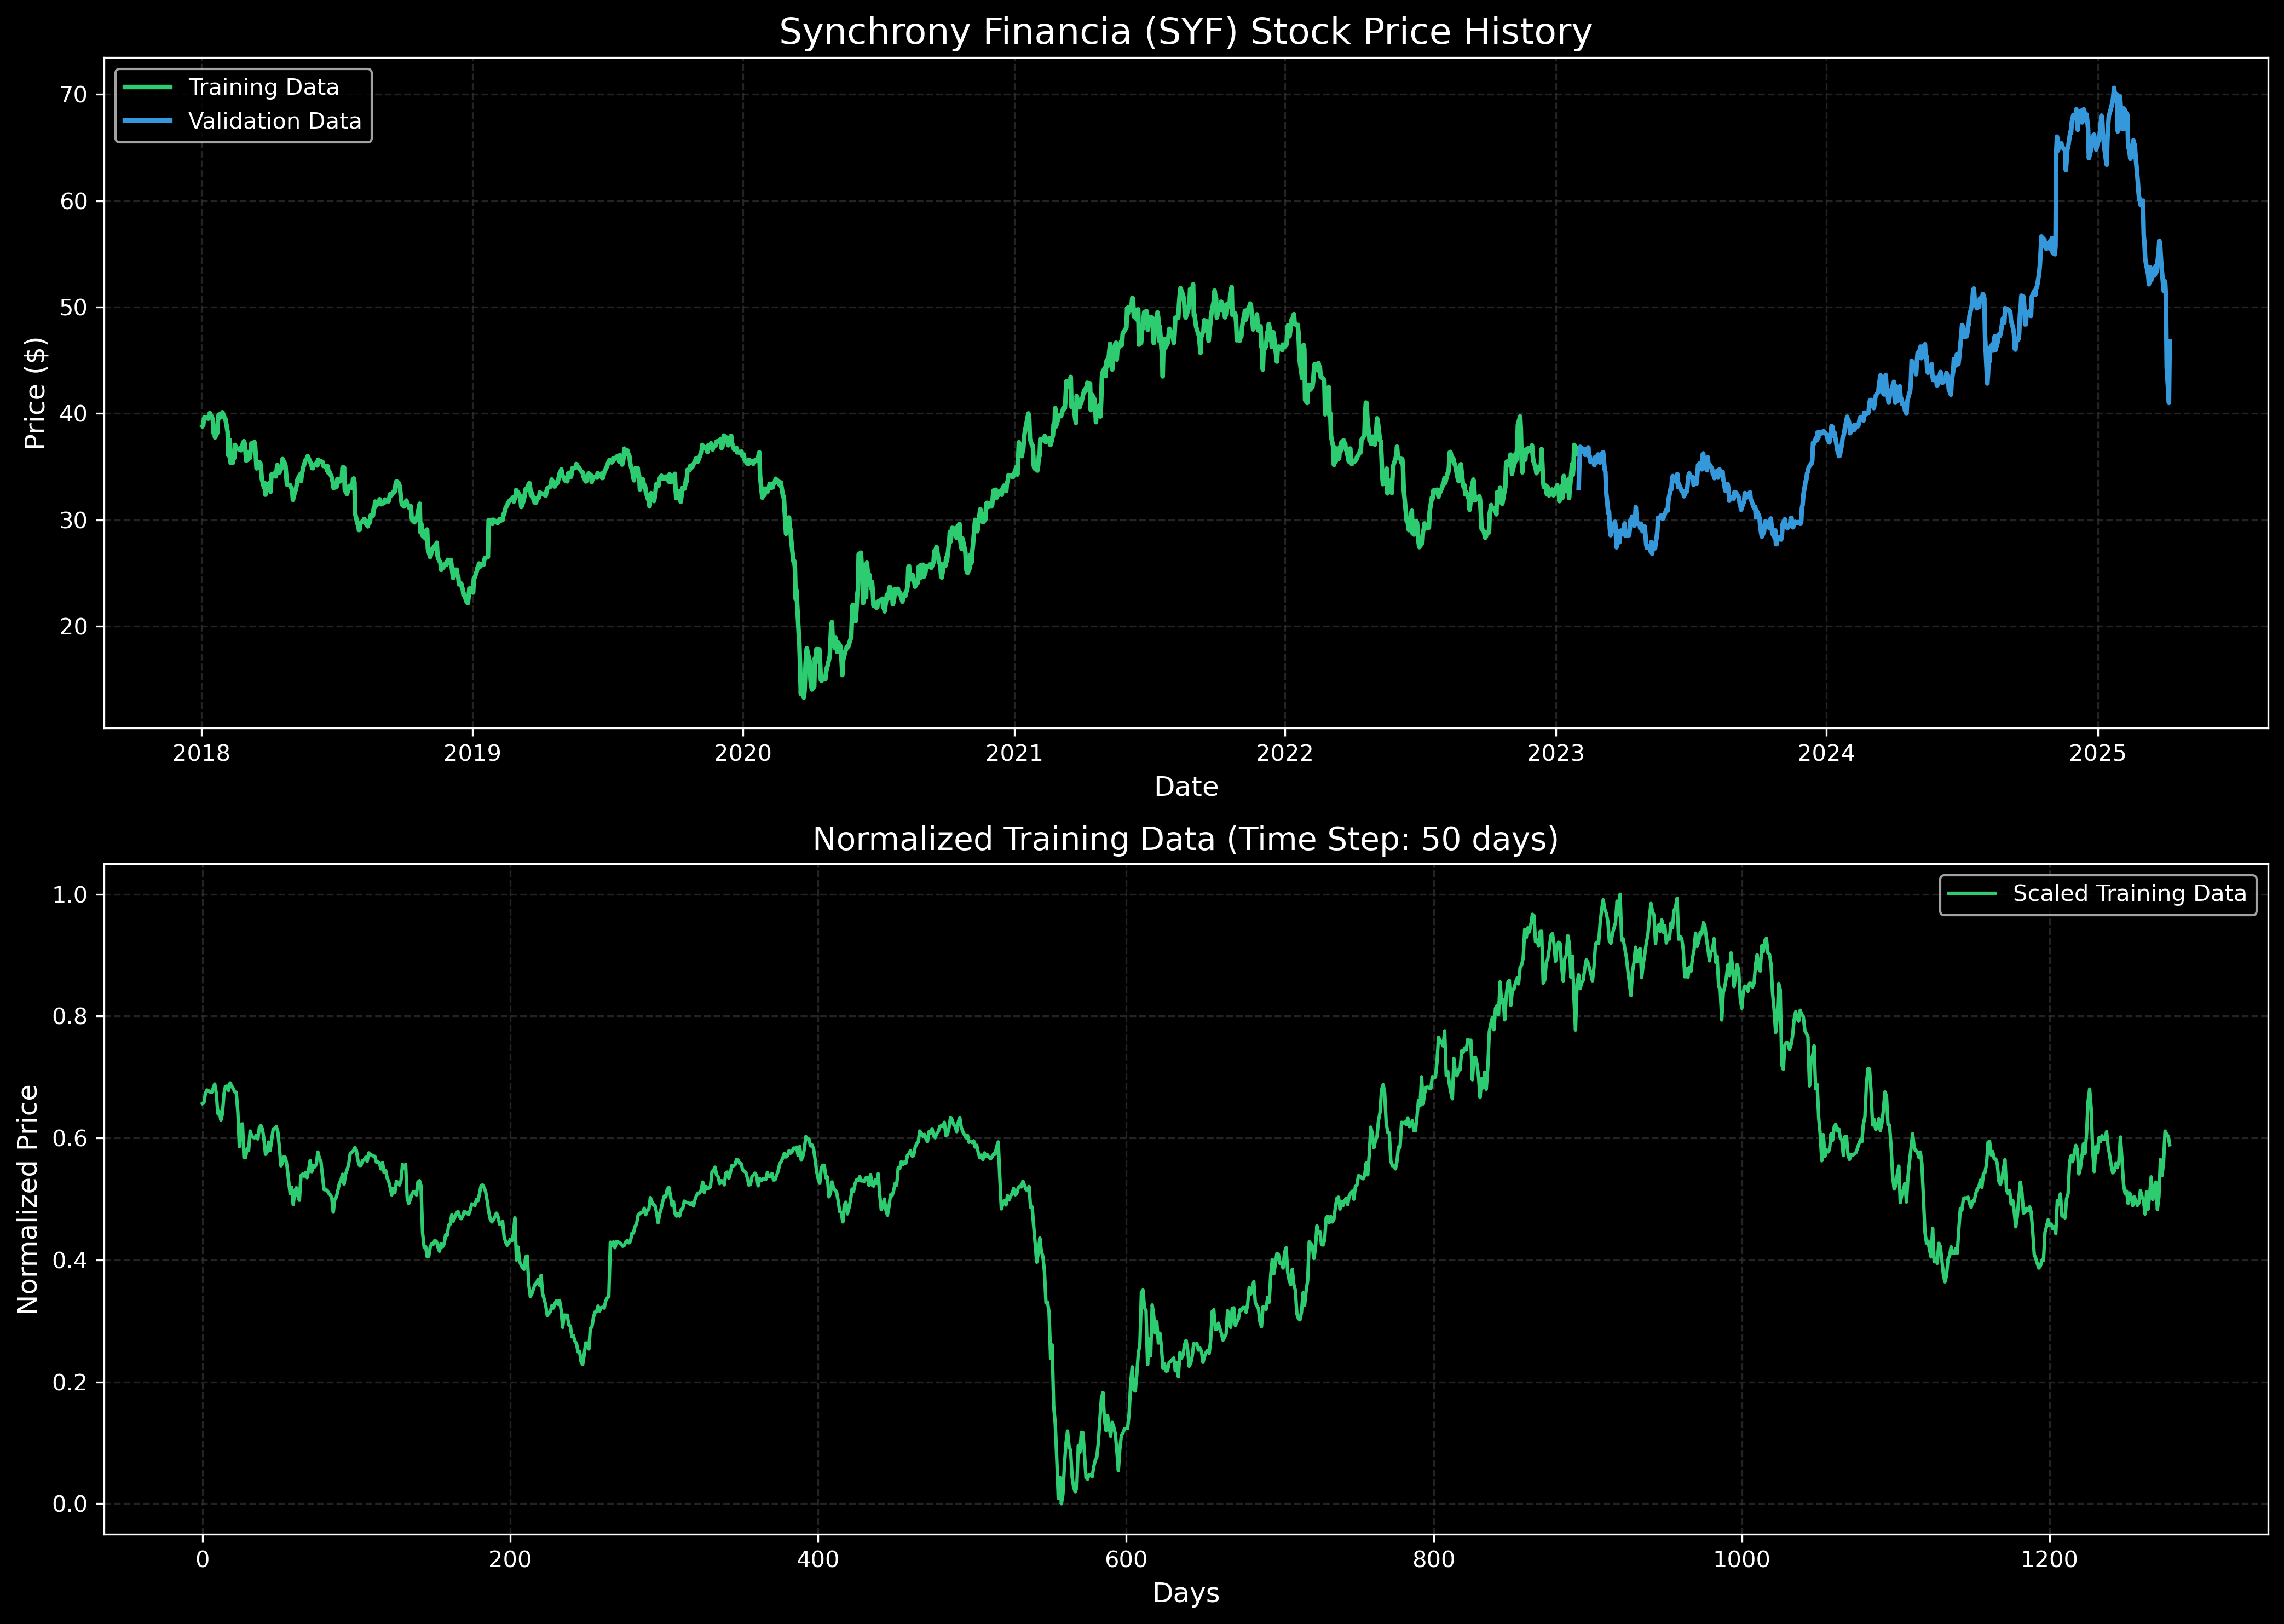 Synchrony Financia (SYF) Stock Price History
Training Data
Validation Data
Price ($)
70
60
50
40
30
20
2018 2019 2020 2021 2022 2023 2024 2025
Date
Normalized Training Data (Time Step: 50 days)
Scaled Training Data
Normalized Price
1.0
0.8
0.6
0.4
0.2
0.0
0 200 400 600 800 1000 1200
Days